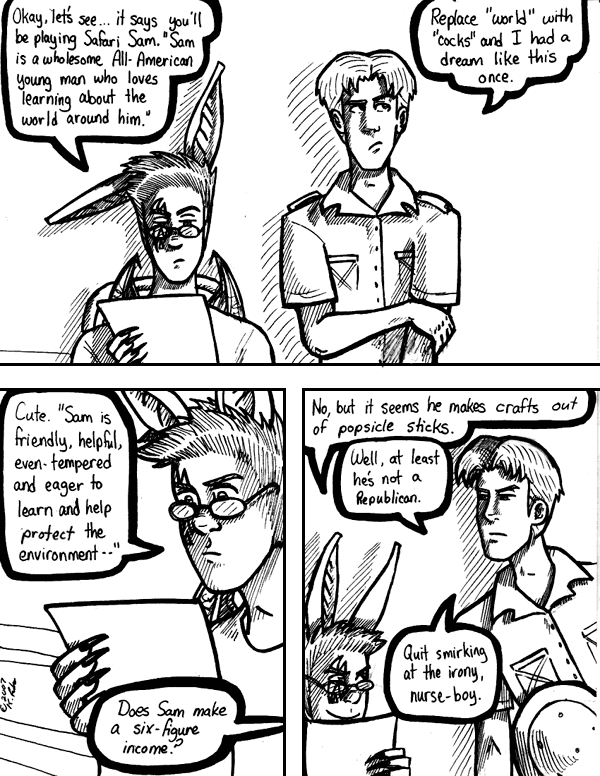 Okay, let's see... it says you'll
be playing Safari Sam. "Sam
is a wholesome All-American
young man who loves
learning about the
world around him."
Replace "world" with
"cocks" and I had a
dream like this
once.
Cute. "Sam is
friendly, helpful,
even-tempered
and eager to
learn and help
protect the
environment--"
Does Sam make
a six-figure
income?
No, but it seems he makes crafts out
of popsicle sticks.
Well, at least
he's not a
Republican.
Quit smirking
at the irony,
nurse-boy.
©2007